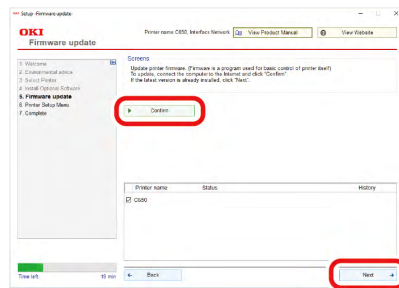 Setup -Firmware update
OKI
Firmware update
Printer name C650, Interface Network
View Product Manual
View Website
1. Welcome
2. Environmental advice
3. Select Printer
4. Install Optional Software
5. Firmware update
6. Printer Setup Menu
7. Complete
Screens
Update printer firmware. (Firmware is a program used for basic control of printer itself)
To update, connect the computer to the Internet and click "Confirm".
If the latest version is already installed, click "Next".
Confirm
Printer name Status History
C650
Time left 15 min
Back
Next